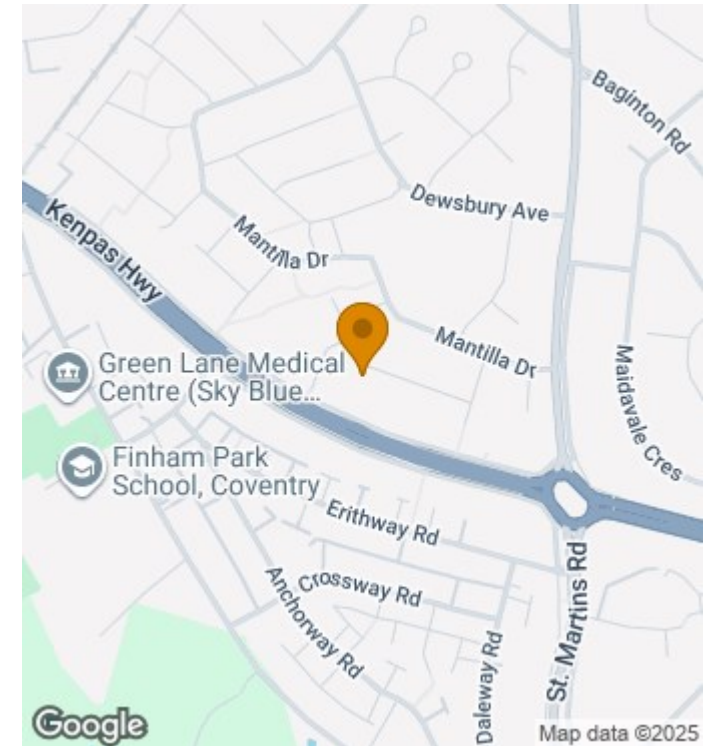 Baginton Rd
Dewsbury Ave
Kenpas Hwy
Mantilla Dr
Mantilla Dr
Maidavale Cres
Green Lane Medical
Centre (Sky Blue...
Finham Park
School, Coventry
Erithway Rd
Crossway Rd
Anchorway Rd
Daleway Rd
St. Martins Rd
Google
Map data ©2025